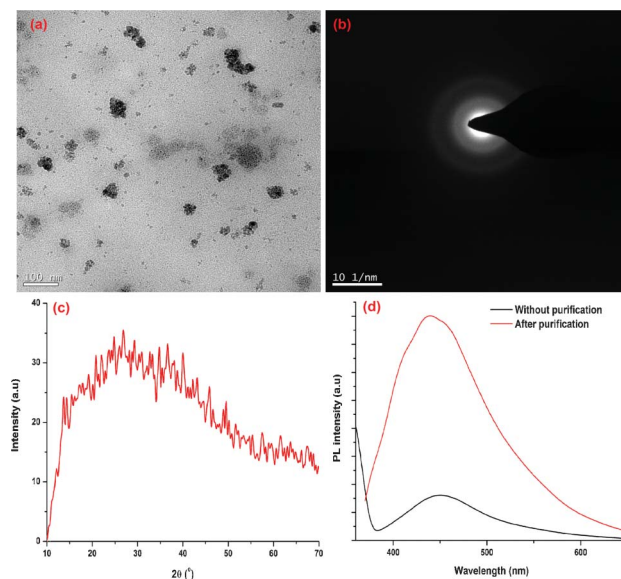 (a)
100 nm
(b)
10 1/nm
(c)
Intensity (a.u)
40
30
20
10
0
10 20 30 40 50 60 70
2θ (°)
(d)
Without purification
After purification
PL intensity (a.u)
400 500 600
Wavelength (nm)